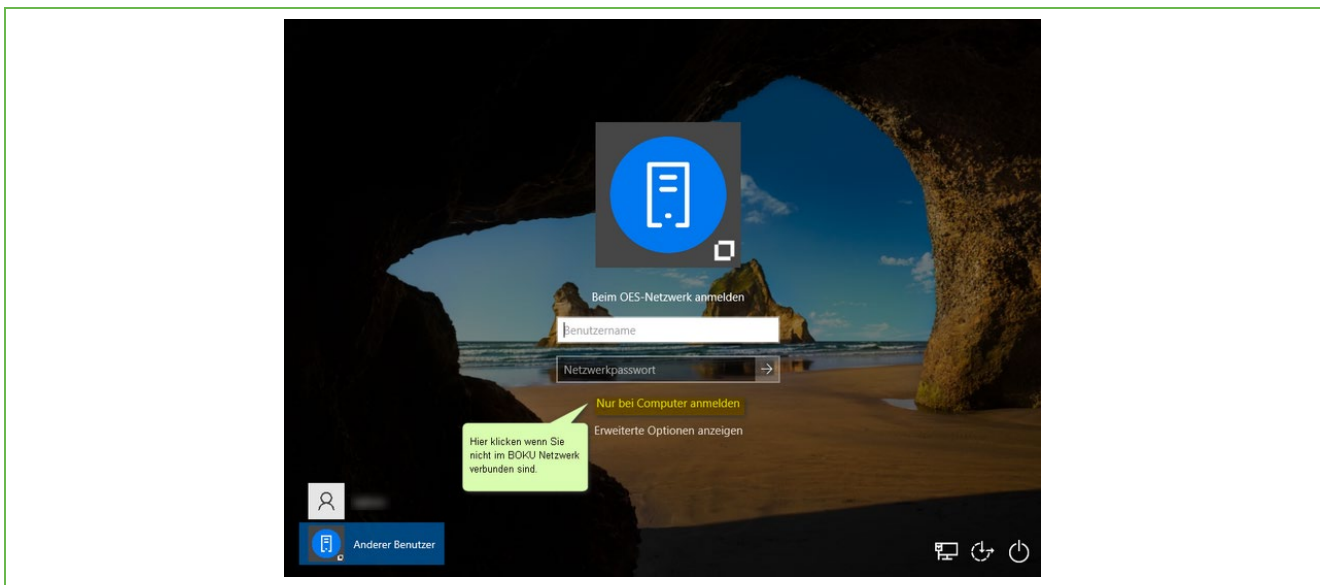 Beim OES-Netzwerk anmelden
Benutzername
Netzwerkpasswort
Nur bei Computer anmelden
Erweiterte Optionen anzeigen
Hier klicken wenn Sie
nicht im BOKU Netzwerk
verbunden sind.
Anderer Benutzer